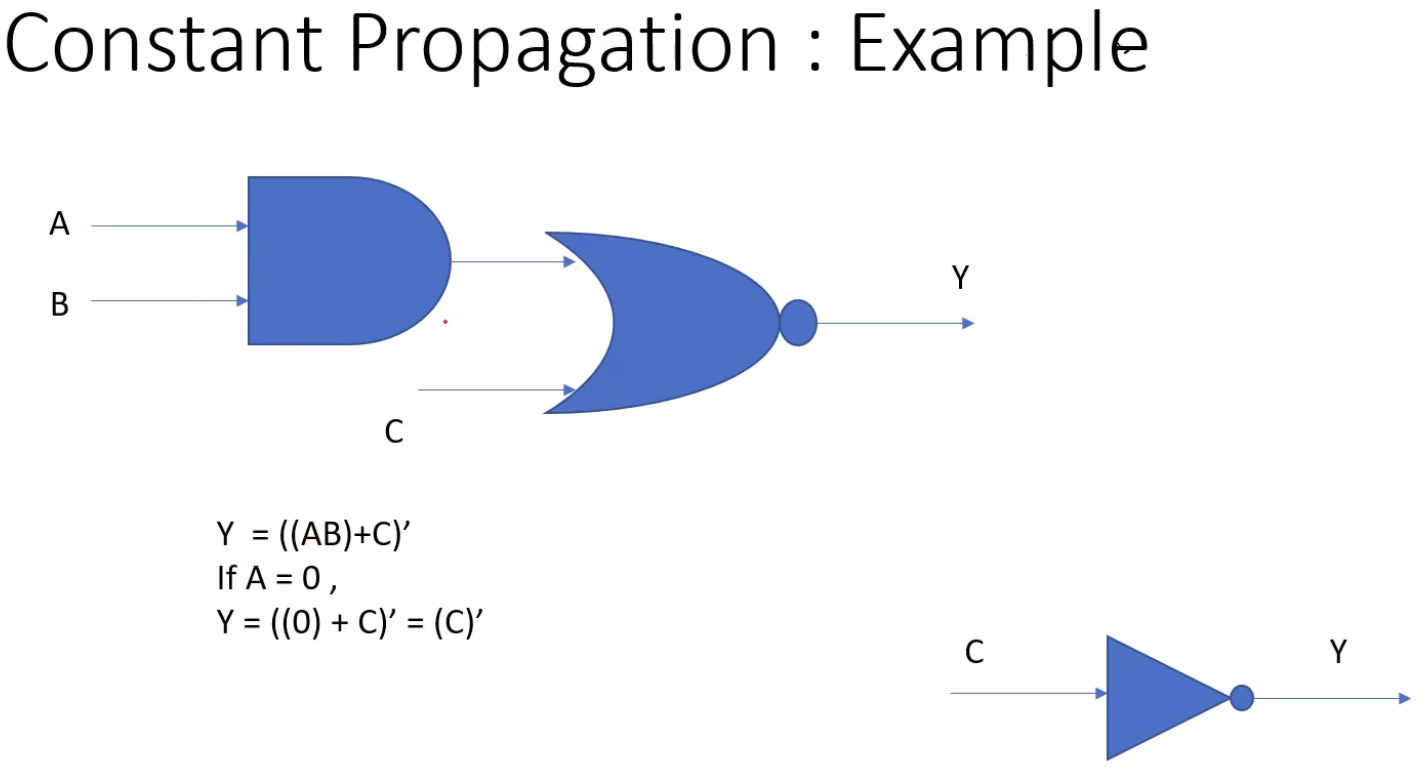 Constant Propagation : Example
A
B
Y
C
Y = ((AB)+C)’
If A = 0 ,
Y = ((0) + C)’ = (C)’
C
Y